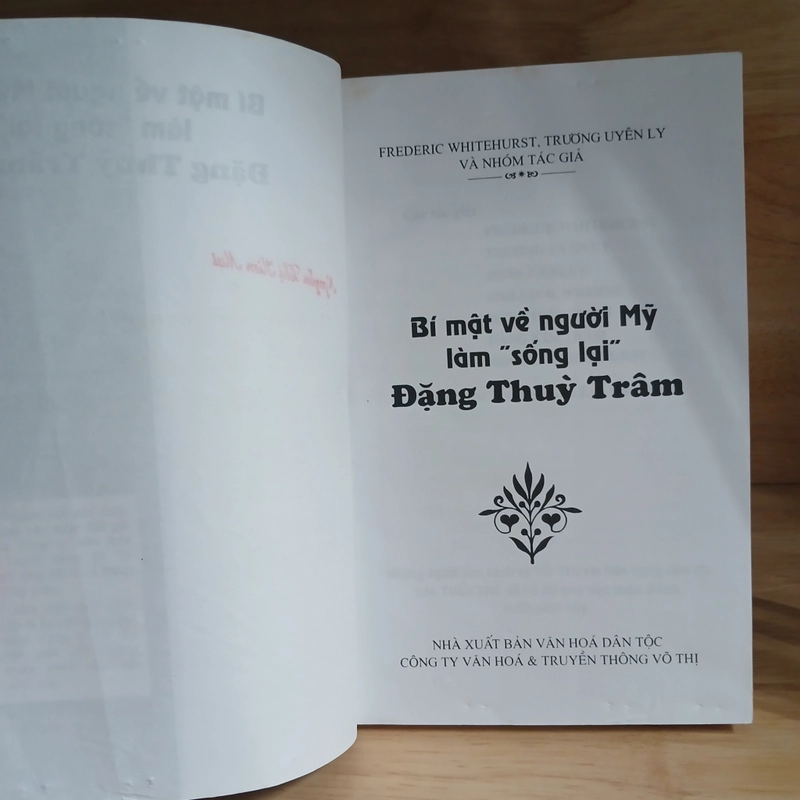 FREDERIC WHITEHURST, TRƯƠNG UYÊN LY
VÀ NHÓM TÁC GIẢ
Bí mật về người Mỹ
làm "sống lại"
Đặng Thuỳ Trâm
NHÀ XUẤT BẢN VĂN HOÁ DÂN TỘC
CÔNG TY VĂN HOÁ & TRUYỀN THÔNG VÕ THỊ